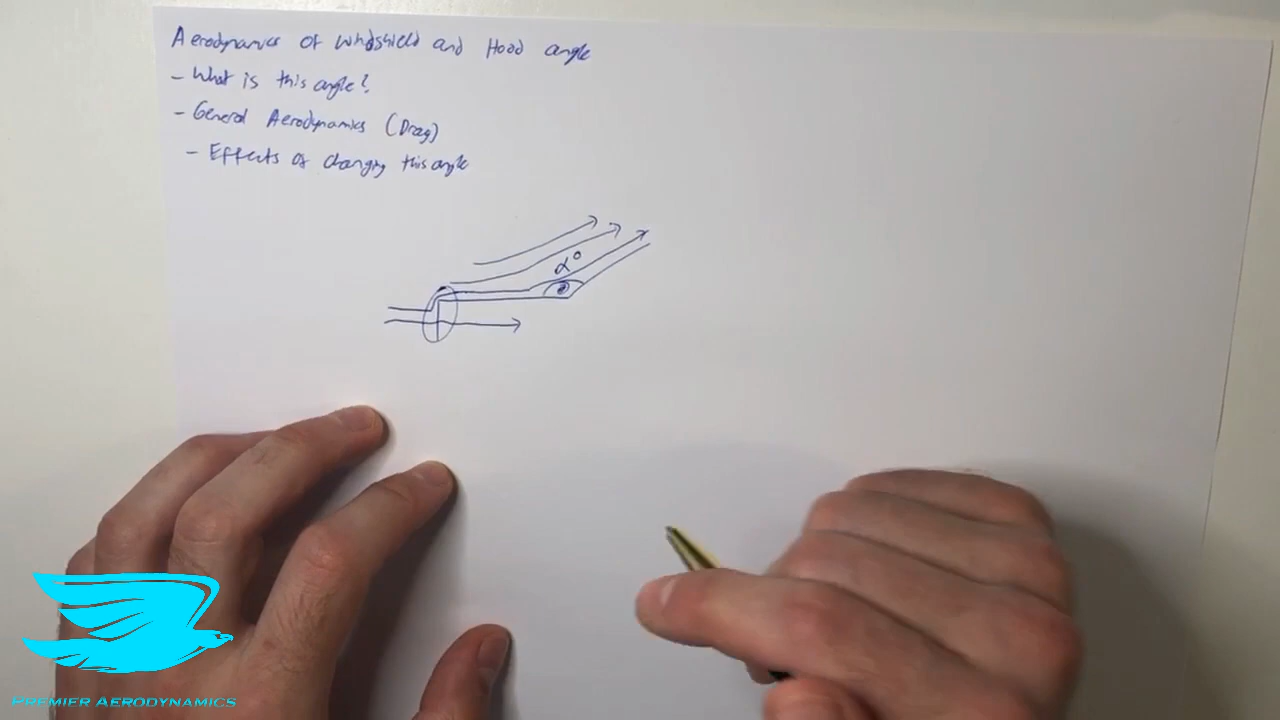 Aerodynamics of windshield and Hood angle
- What is this angle?
- General Aerodynamics (Drag)
- Effects of changing this angle
α°
PREMIER AERODYNAMICS